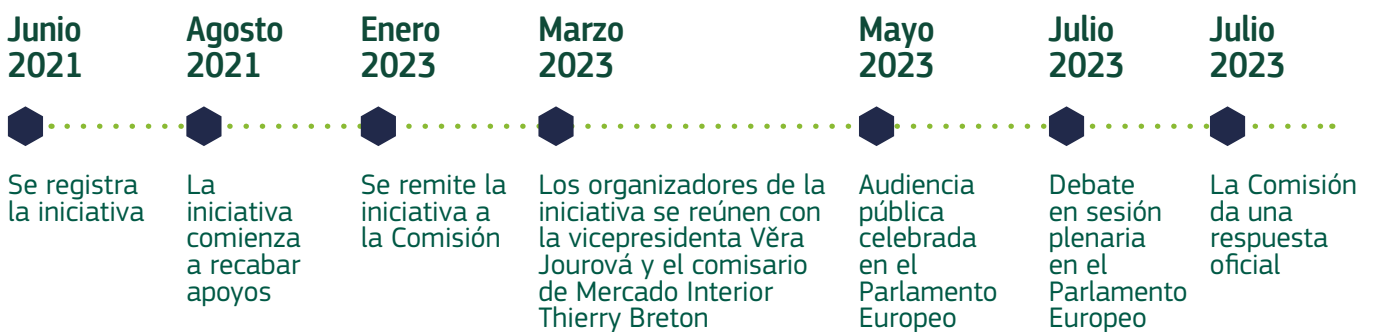 Junio
2021
Se registra
la iniciativa
Agosto
2021
La
iniciativa
comienza
a recabar
apoyos
Enero
2023
Se remite la
iniciativa a
la Comisión
Marzo
2023
Los organizadores de la
iniciativa se reúnen con
la vicepresidenta Věra
Jourová y el comisario
de Mercado Interior
Thierry Breton
Mayo
2023
Audiencia
pública
celebrada
en el
Parlamento
Europeo
Julio
2023
Debate
en sesión
plenaria
en el
Parlamento
Europeo
Julio
2023
La Comisión
da una
respuesta
oficial